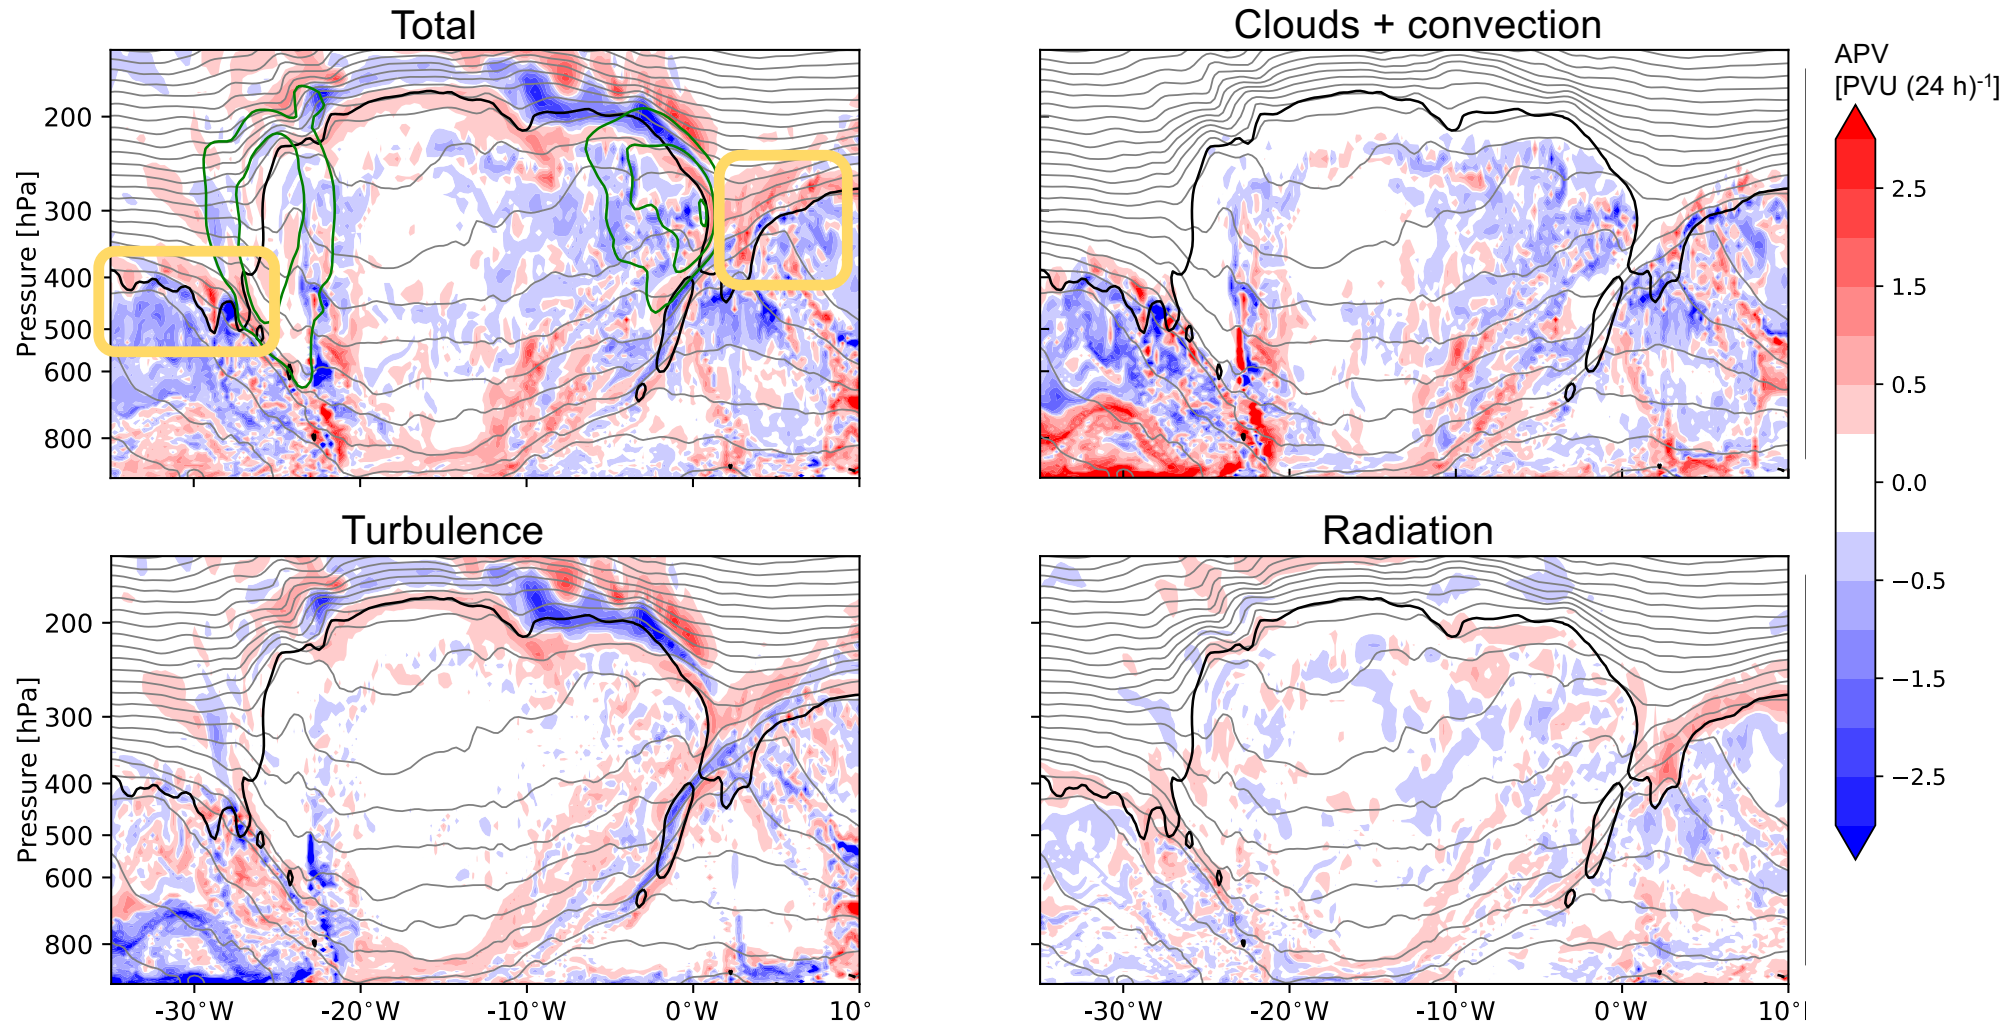 Total
Clouds + convection
APV
[PVU (24 h)⁻¹]
Pressure [hPa]
200
300
400
500
600
800
2.5
1.5
0.5
0.0
−0.5
−1.5
−2.5
Turbulence
Radiation
Pressure [hPa]
200
300
400
500
600
800
-30°W
-20°W
-10°W
0°W
10°
-30°W
-20°W
-10°W
0°W
10°